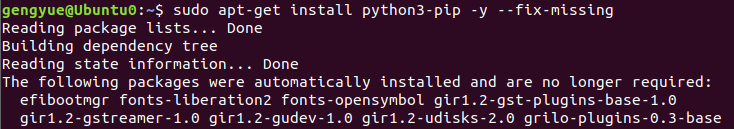 gengyue@Ubuntu0:~$ sudo apt-get install python3-pip -y --fix-missing
Reading package lists... Done
Building dependency tree
Reading state information... Done
The following packages were automatically installed and are no longer required:
  efibootmgr fonts-liberation2 fonts-opensymbol gir1.2-gst-plugins-base-1.0
  gir1.2-gstreamer-1.0 gir1.2-gudev-1.0 gir1.2-udisks-2.0 grilo-plugins-0.3-base